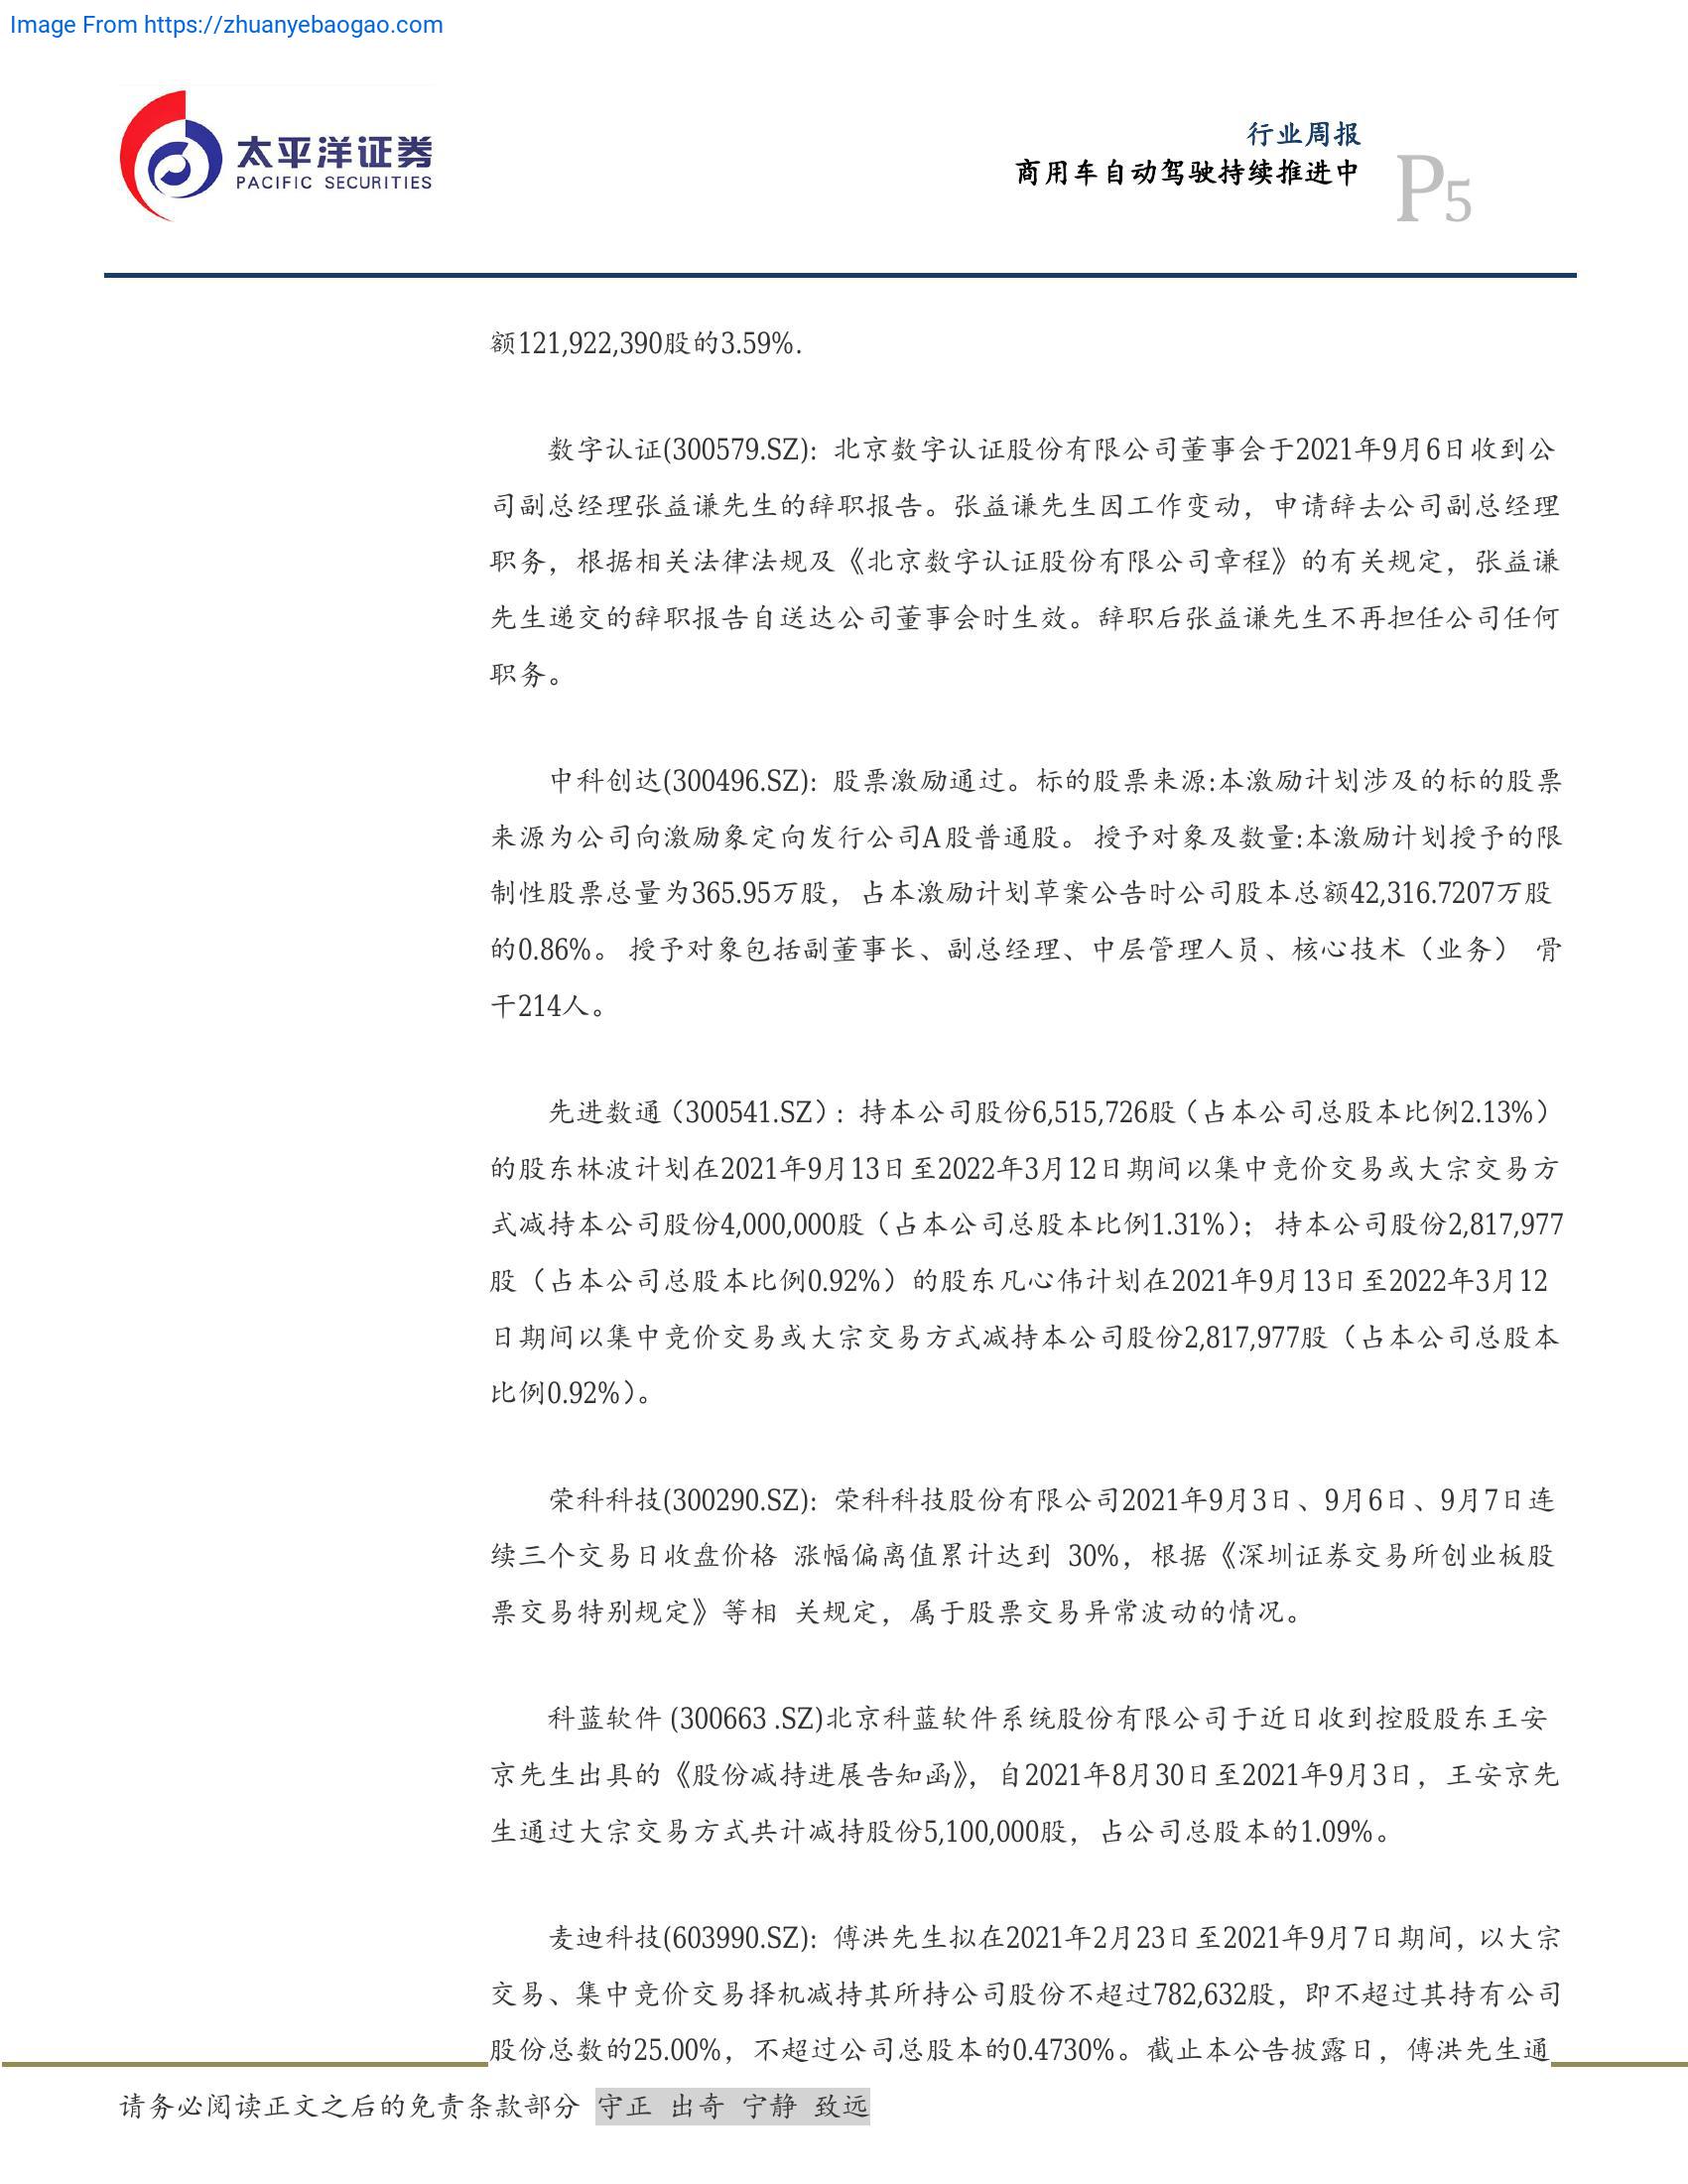 Image From https://zhuanyebaogao.com
太平洋证券
PACIFIC SECURITIES
行业周报
商用车自动驾驶持续推进中
P5
额121,922,390股的3.59%.
数字认证(300579.SZ)：北京数字认证股份有限公司董事会于2021年9月6日收到公
司副总经理张益谦先生的辞职报告。张益谦先生因工作变动，申请辞去公司副总经理
职务，根据相关法律法规及《北京数字认证股份有限公司章程》的有关规定，张益谦
先生递交的辞职报告自送达公司董事会时生效。辞职后张益谦先生不再担任公司任何
职务。
中科创达(300496.SZ)：股票激励通过。标的股票来源:本激励计划涉及的标的股票
来源为公司向激励象定向发行公司A股普通股。 授予对象及数量:本激励计划授予的限
制性股票总量为365.95万股，占本激励计划草案公告时公司股本总额42,316.7207万股
的0.86%。 授予对象包括副董事长、副总经理、中层管理人员、核心技术（业务） 骨
干214人。
先进数通（300541.SZ）：持本公司股份6,515,726股（占本公司总股本比例2.13%）
的股东林波计划在2021年9月13日至2022年3月12日期间以集中竞价交易或大宗交易方
式减持本公司股份4,000,000股（占本公司总股本比例1.31%）；持本公司股份2,817,977
股（占本公司总股本比例0.92%）的股东凡心伟计划在2021年9月13日至2022年3月12
日期间以集中竞价交易或大宗交易方式减持本公司股份2,817,977股（占本公司总股本
比例0.92%）。
荣科科技(300290.SZ)：荣科科技股份有限公司2021年9月3日、9月6日、9月7日连
续三个交易日收盘价格 涨幅偏离值累计达到 30%，根据《深圳证券交易所创业板股
票交易特别规定》等相 关规定，属于股票交易异常波动的情况。
科蓝软件 (300663 .SZ)北京科蓝软件系统股份有限公司于近日收到控股股东王安
京先生出具的《股份减持进展告知函》，自2021年8月30日至2021年9月3日，王安京先
生通过大宗交易方式共计减持股份5,100,000股，占公司总股本的1.09%。
麦迪科技(603990.SZ)：傅洪先生拟在2021年2月23日至2021年9月7日期间，以大宗
交易、集中竞价交易择机减持其所持公司股份不超过782,632股，即不超过其持有公司
股份总数的25.00%，不超过公司总股本的0.4730%。截止本公告披露日，傅洪先生通
请务必阅读正文之后的免责条款部分 守正 出奇 宁静 致远